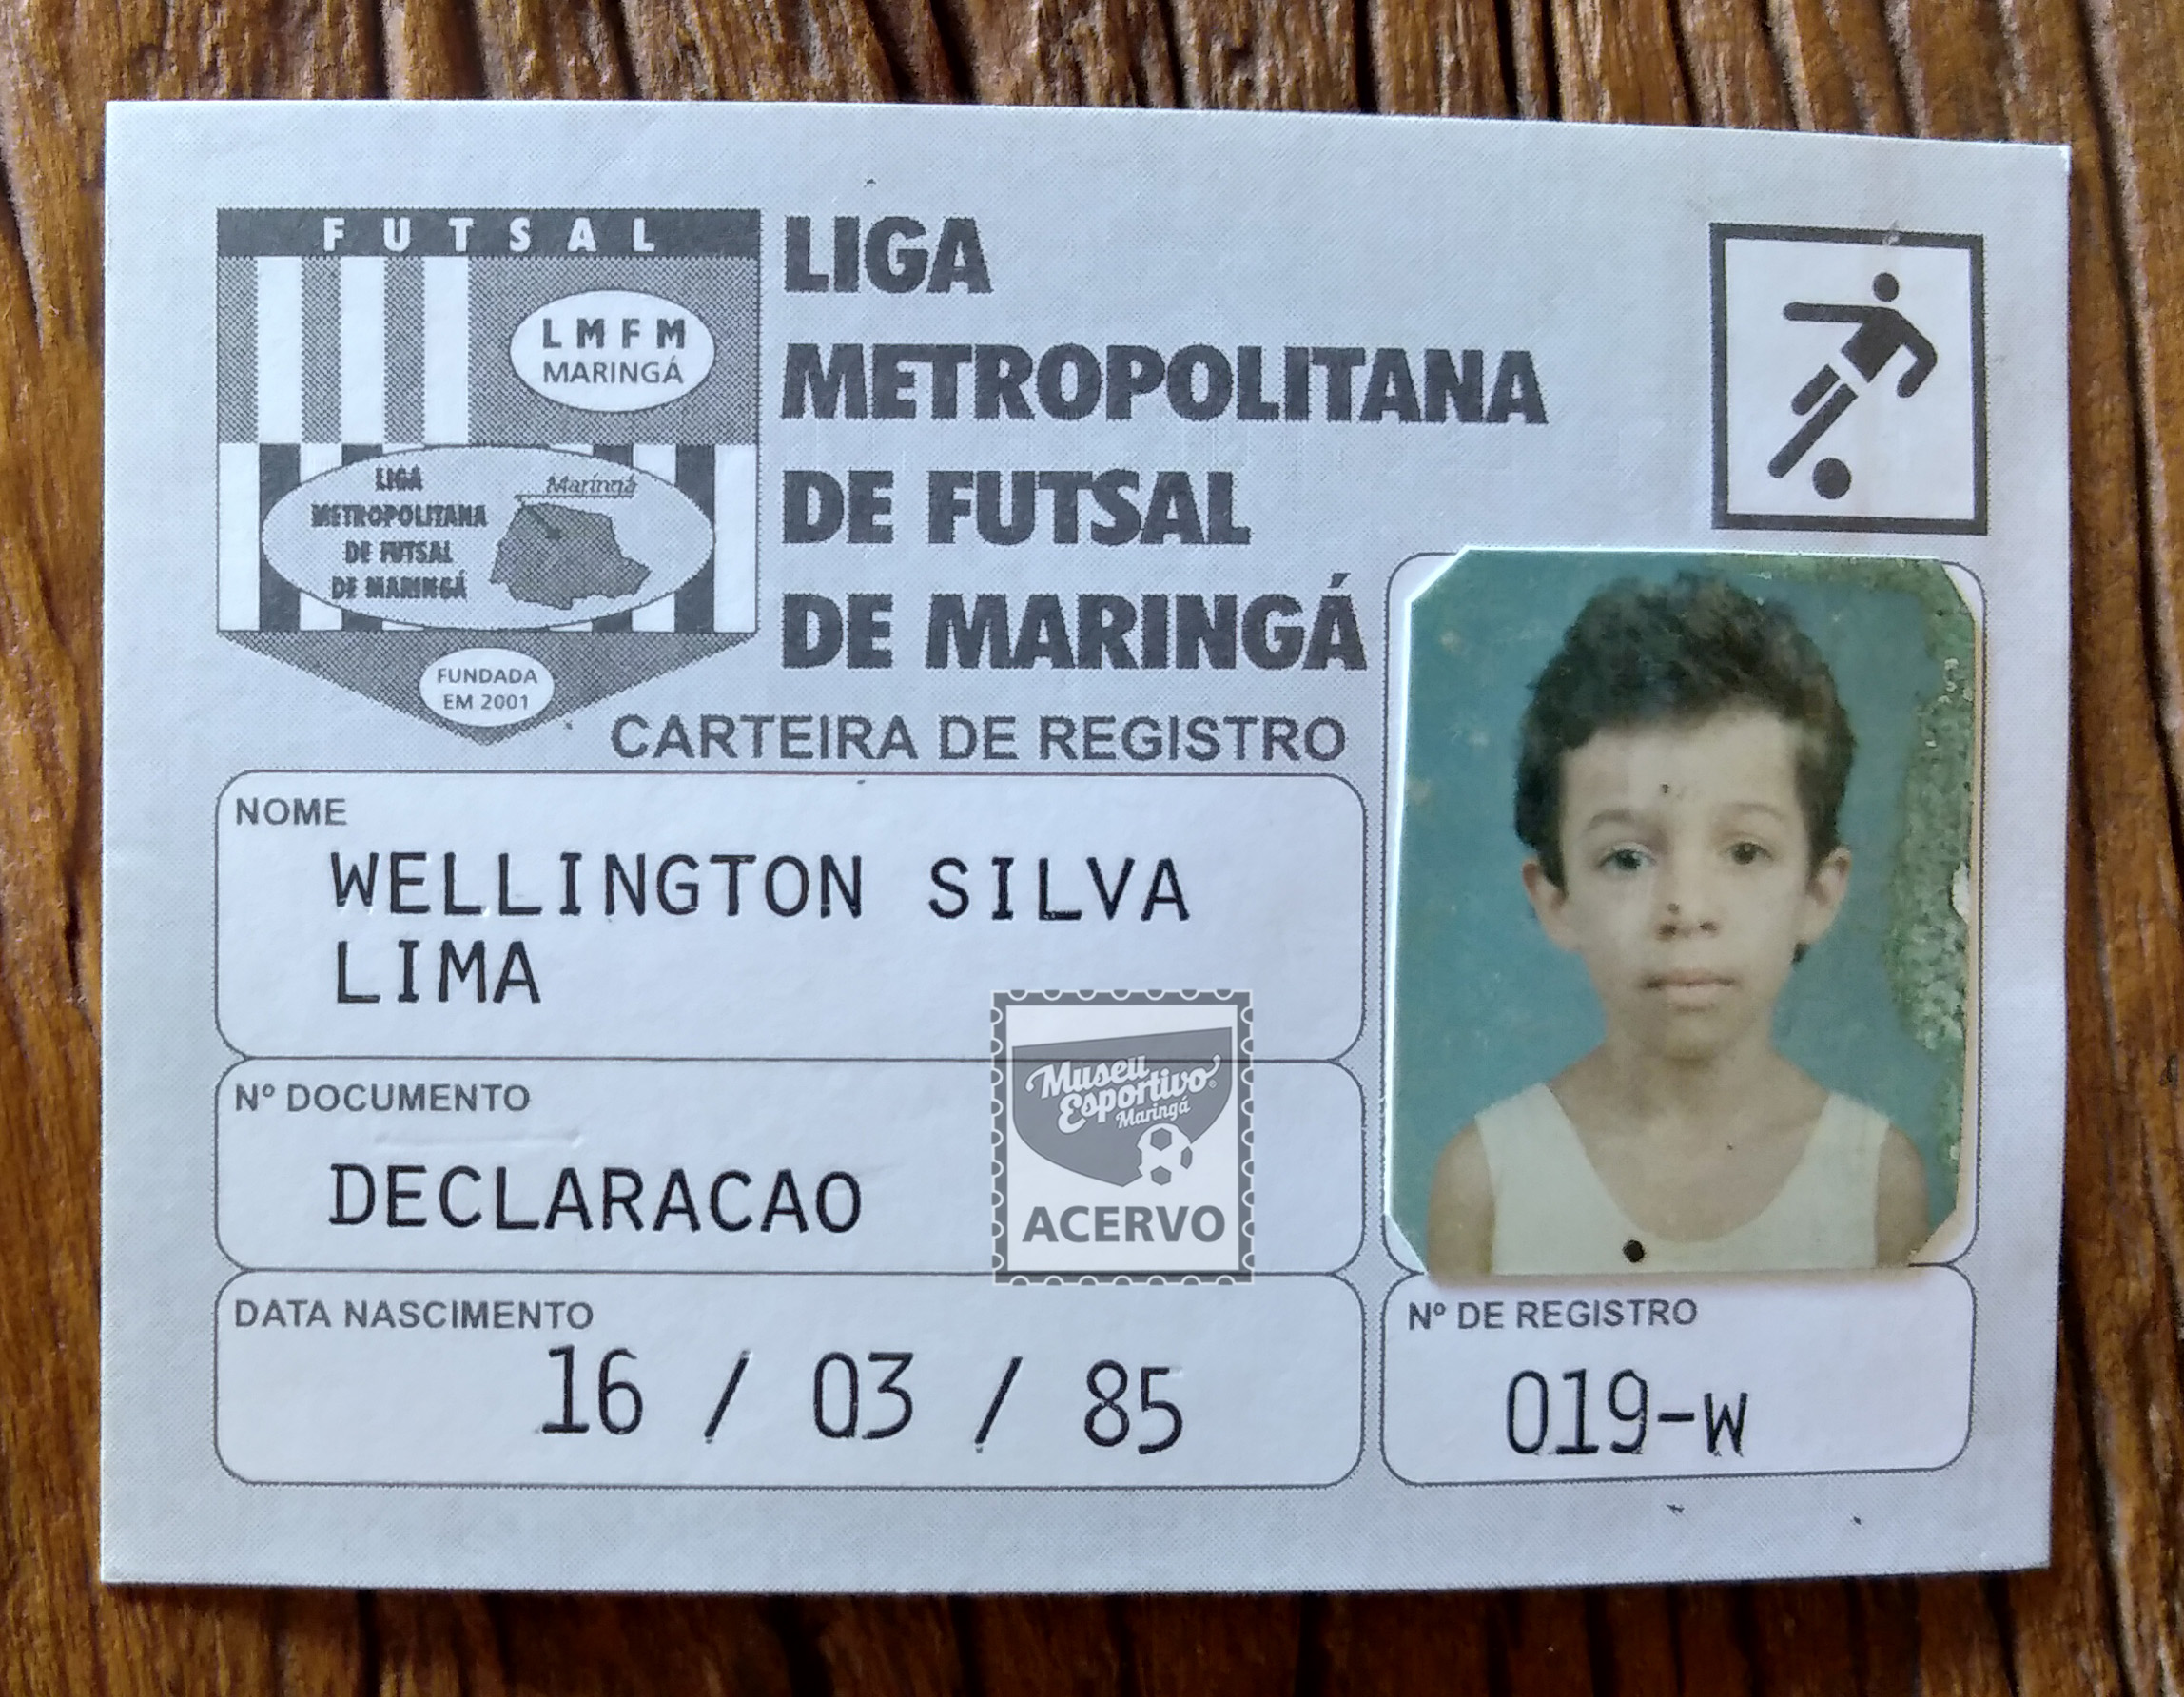 FUTSAL
LMFM
MARINGÁ
LIGA
METROPOLITANA
DE FUTSAL
DE MARINGÁ
Maringá
FUNDADA
EM 2001
LIGA
METROPOLITANA
DE FUTSAL
DE MARINGÁ
CARTEIRA DE REGISTRO
NOME
WELLINGTON SILVA
LIMA
Nº DOCUMENTO
DECLARACAO
Museu
Esportivo
Maringá
ACERVO
DATA NASCIMENTO
16 / 03 / 85
Nº DE REGISTRO
019-W